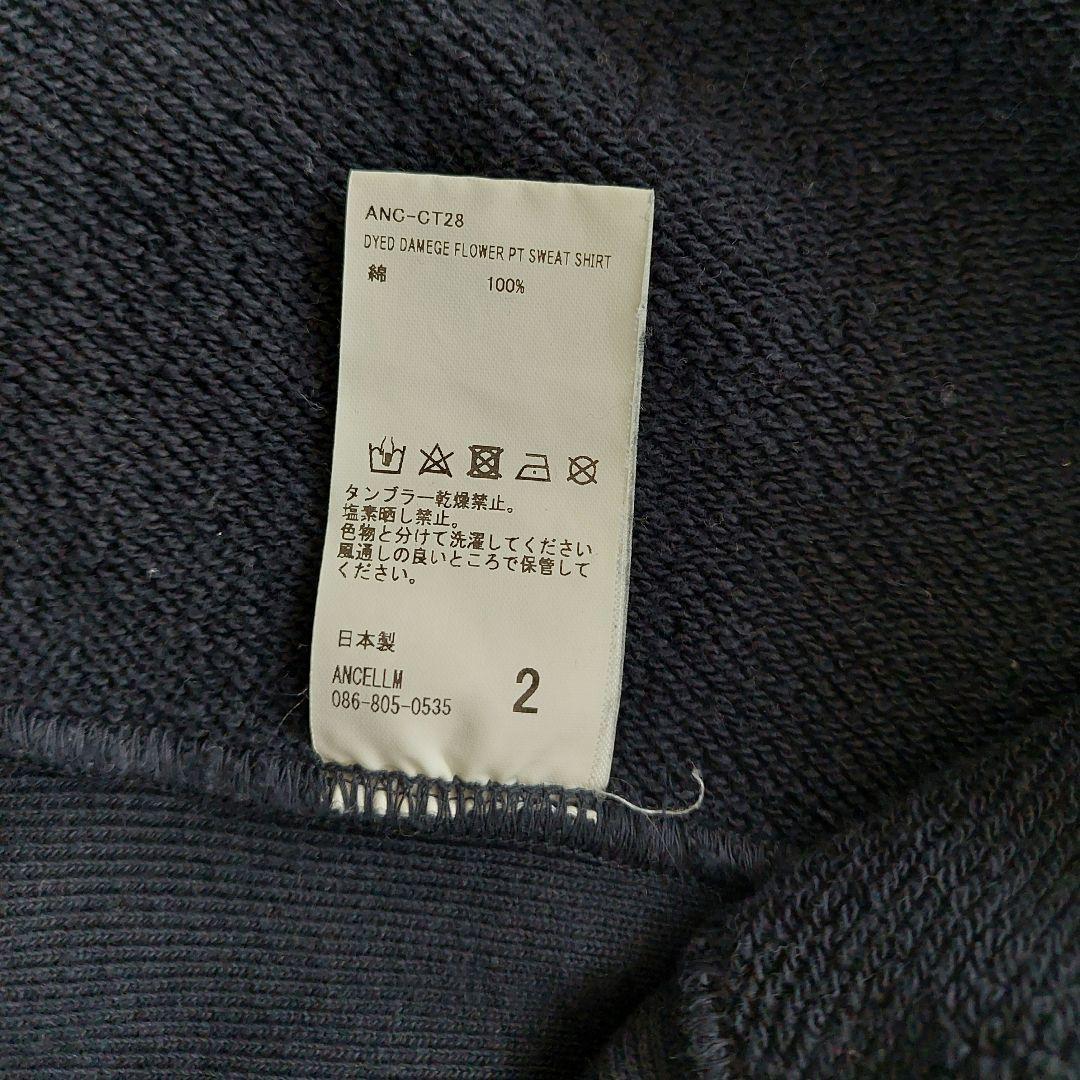 ANC-CT28
DYED DAMEGE FLOWER PT SWEAT SHIRT
綿 100%
タンブラー乾燥禁止。
塩素晒し禁止。
色物と分けて洗濯してください
風通しの良いところで保管して
ください。
日本製
ANCELLM
086-805-0535
2